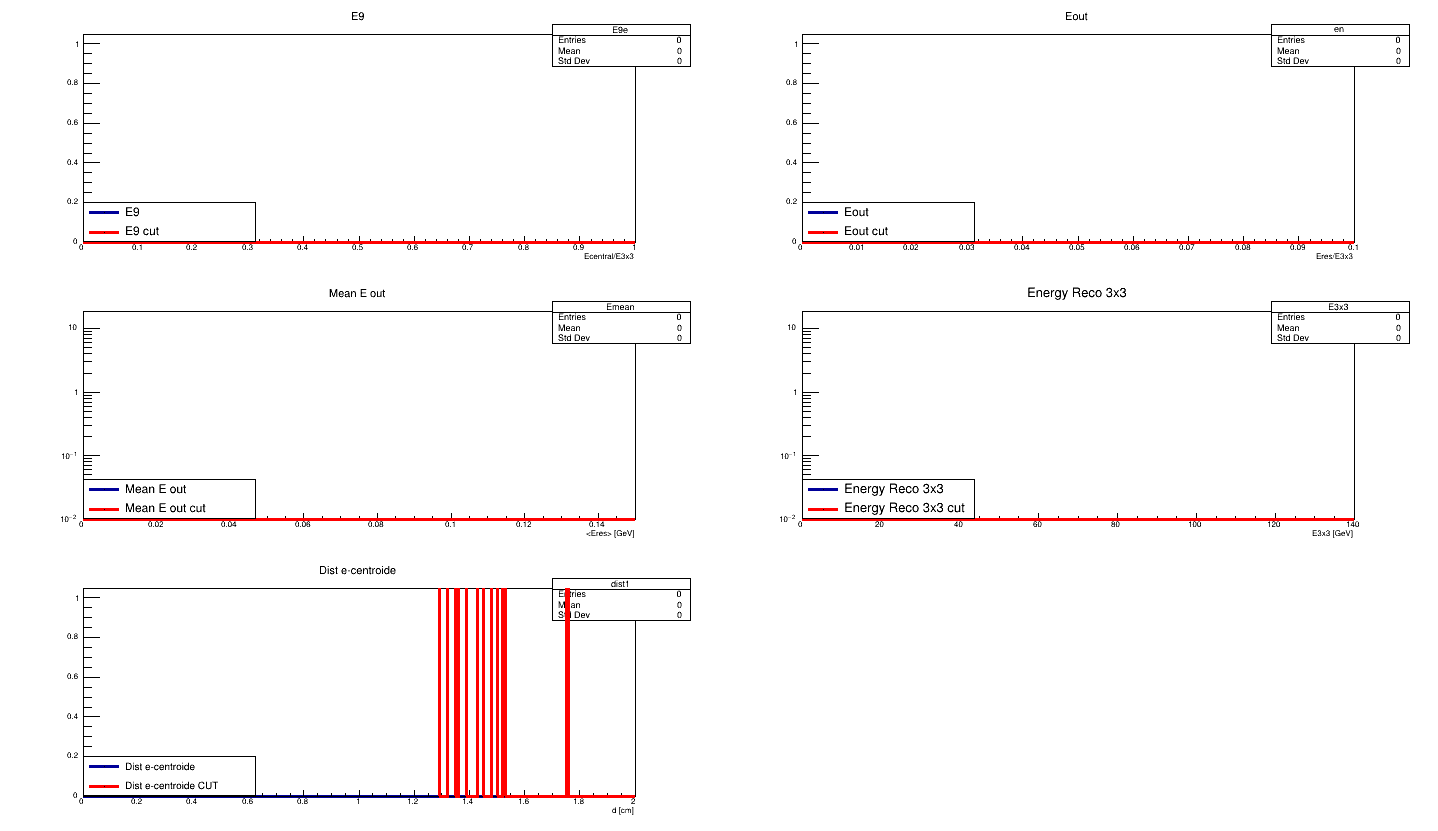 E9
E9e
Entries 0
Mean 0
Std Dev 0
1
0.8
0.6
0.4
0.2
0
E9
E9 cut
0 0.1 0.2 0.3 0.4 0.5 0.6 0.7 0.8 0.9 1
Ecentral/E3x3
Eout
en
Entries 0
Mean 0
Std Dev 0
1
0.8
0.6
0.4
0.2
0
Eout
Eout cut
0 0.01 0.02 0.03 0.04 0.05 0.06 0.07 0.08 0.09 0.1
Eres/E3x3
Mean E out
Emean
Entries 0
Mean 0
Std Dev 0
10
1
10⁻¹
10⁻²
Mean E out
Mean E out cut
0 0.02 0.04 0.06 0.08 0.1 0.12 0.14
<Eres> [GeV]
Energy Reco 3x3
E3x3
Entries 0
Mean 0
Std Dev 0
10
1
10⁻¹
10⁻²
Energy Reco 3x3
Energy Reco 3x3 cut
0 20 40 60 80 100 120 140
E3x3 [GeV]
Dist e-centroide
dist1
Entries 0
Mean 0
Std Dev 0
1
0.8
0.6
0.4
0.2
0
Dist e-centroide
Dist e-centroide CUT
0 0.2 0.4 0.6 0.8 1 1.2 1.4 1.6 1.8 2
d [cm]